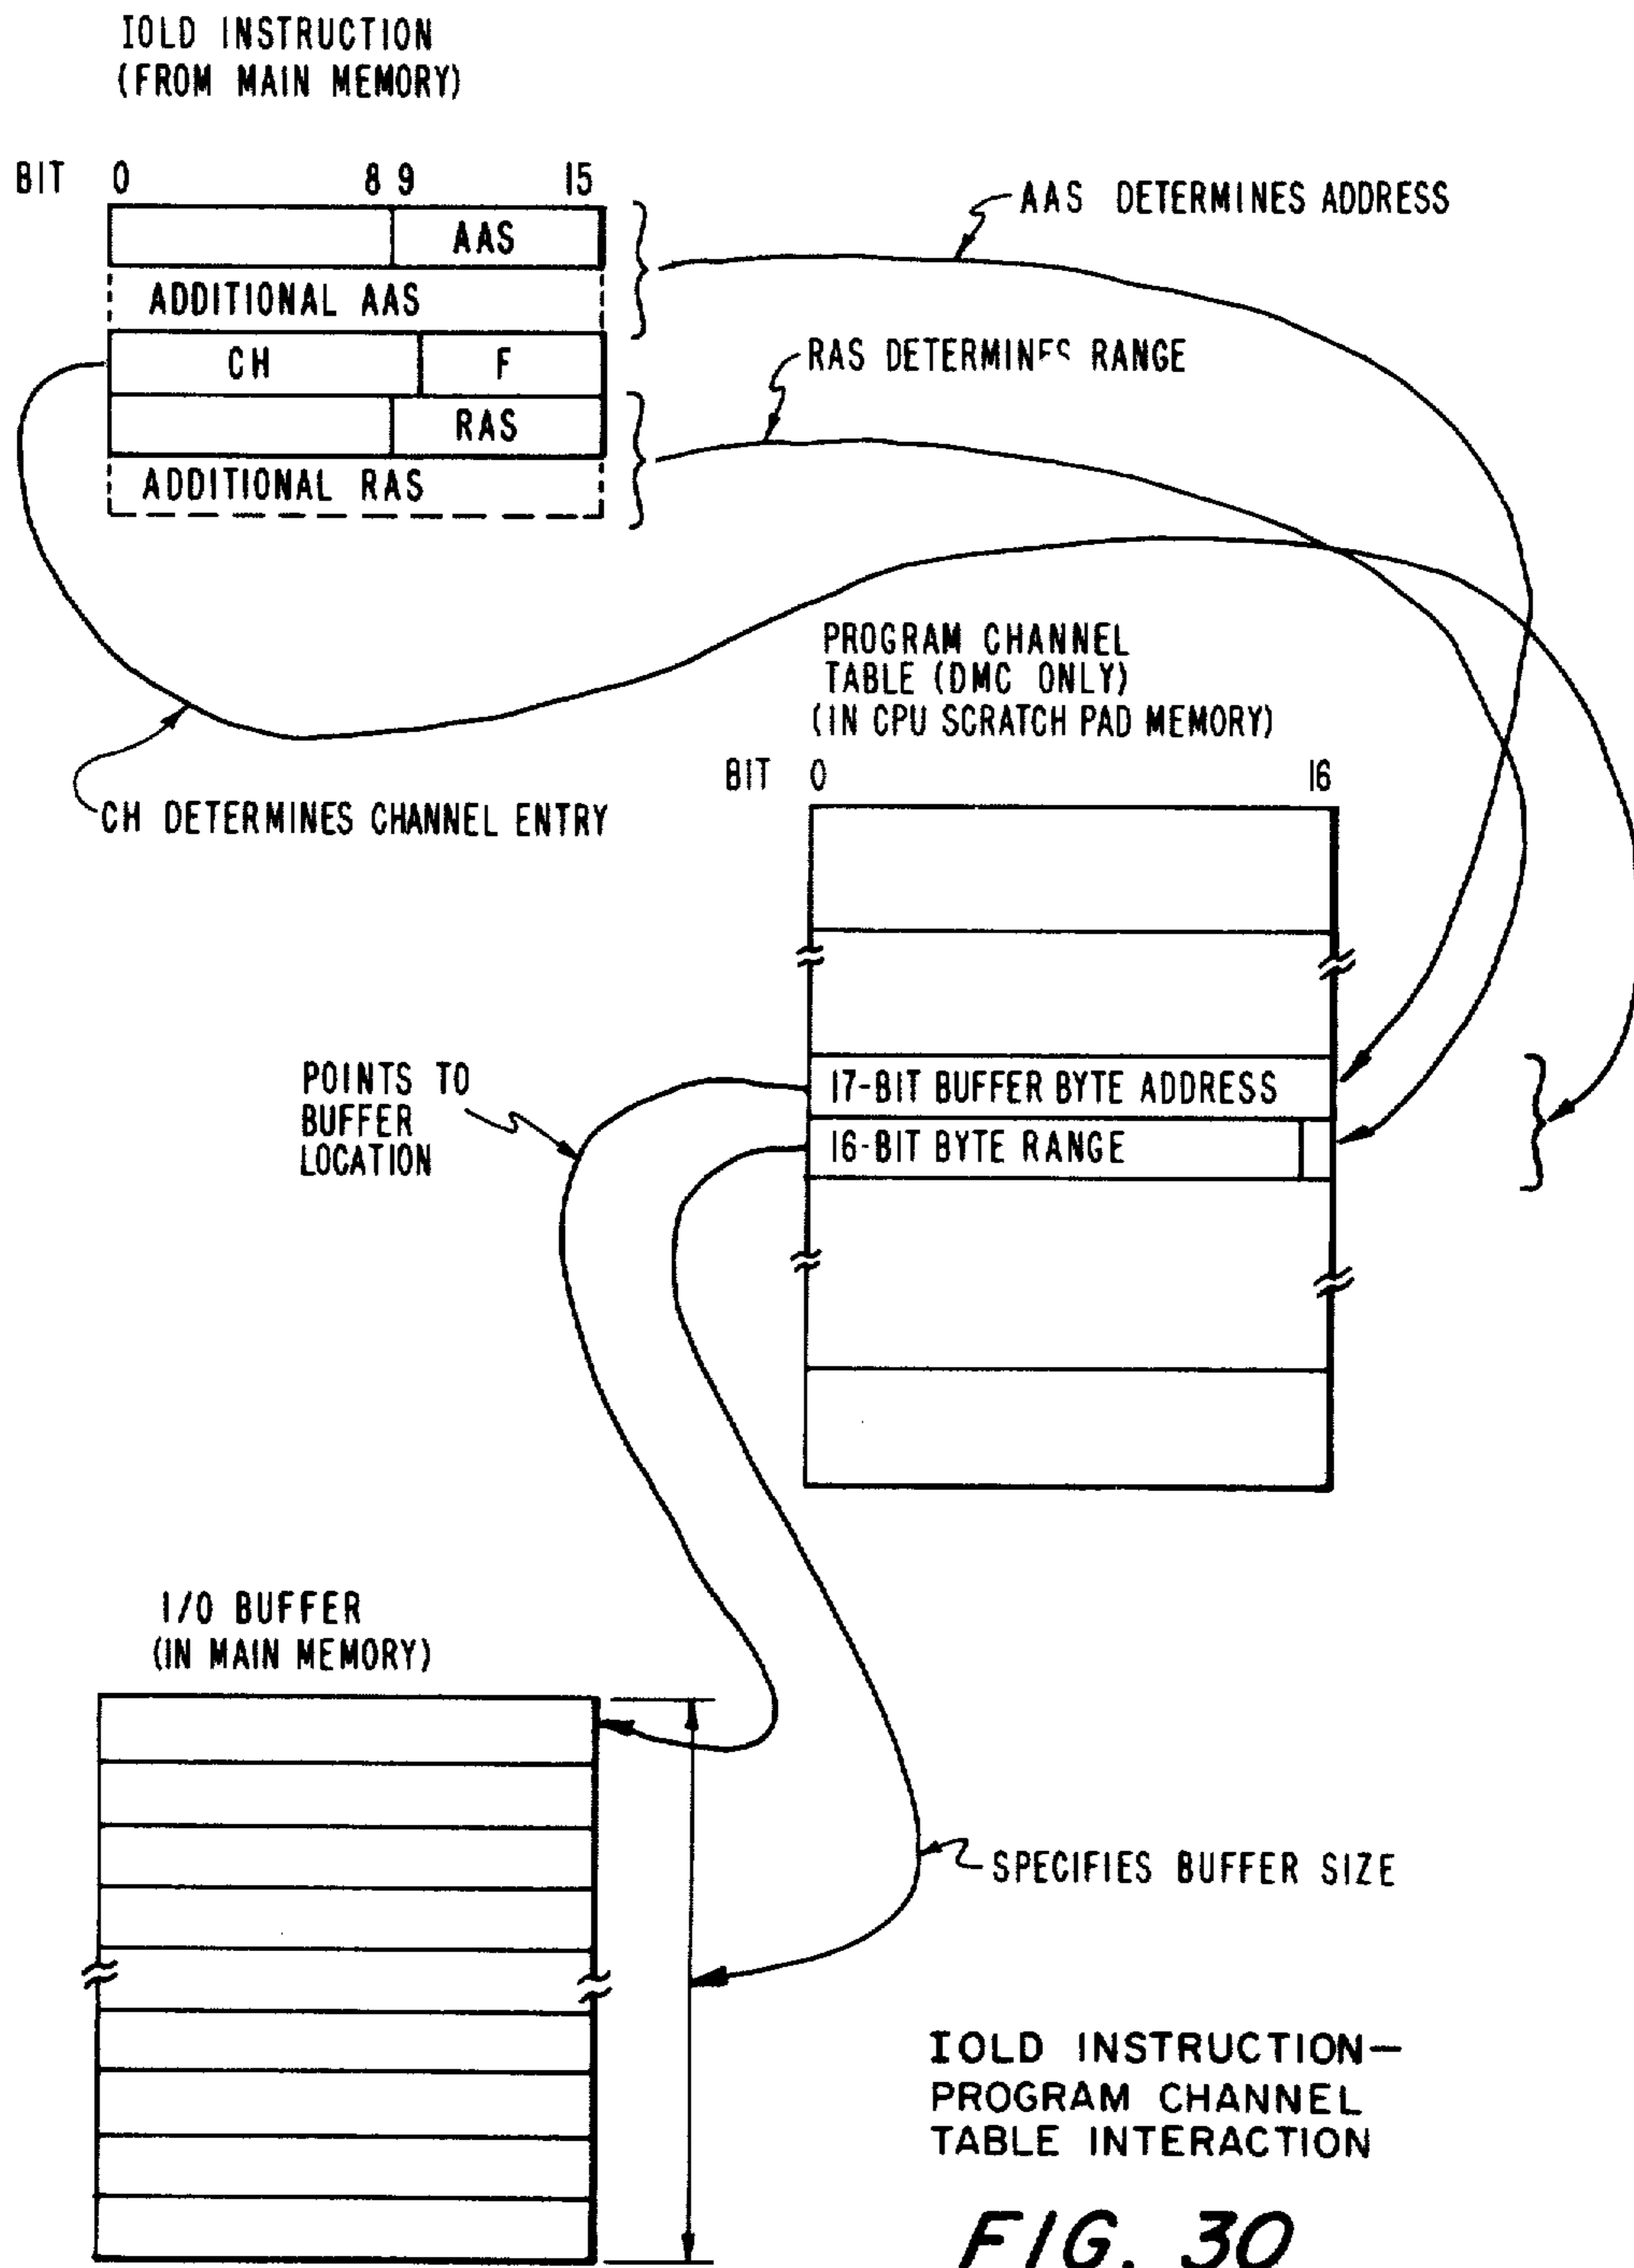 IOLD INSTRUCTION
(FROM MAIN MEMORY)
BIT 0 8 9 15
AAS
ADDITIONAL AAS
CH F
RAS
ADDITIONAL RAS
AAS DETERMINES ADDRESS
RAS DETERMINES RANGE
CH DETERMINES CHANNEL ENTRY
PROGRAM CHANNEL
TABLE (DMC ONLY)
(IN CPU SCRATCH PAD MEMORY)
BIT 0 16
17-BIT BUFFER BYTE ADDRESS
16-BIT BYTE RANGE
POINTS TO
BUFFER
LOCATION
I/O BUFFER
(IN MAIN MEMORY)
SPECIFIES BUFFER SIZE
IOLD INSTRUCTION—
PROGRAM CHANNEL
TABLE INTERACTION
FIG. 30